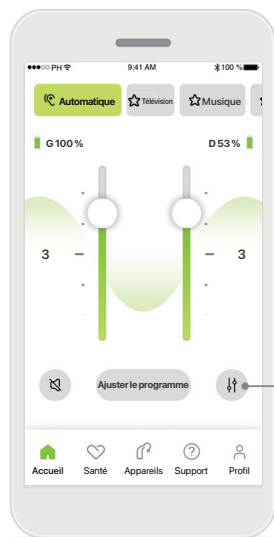 PH 9:41 AM 100 %
Automatique Télévision Musique
G 100 % D 53 %
3 3
Ajuster le programme
Accueil Santé Appareils Support Profil